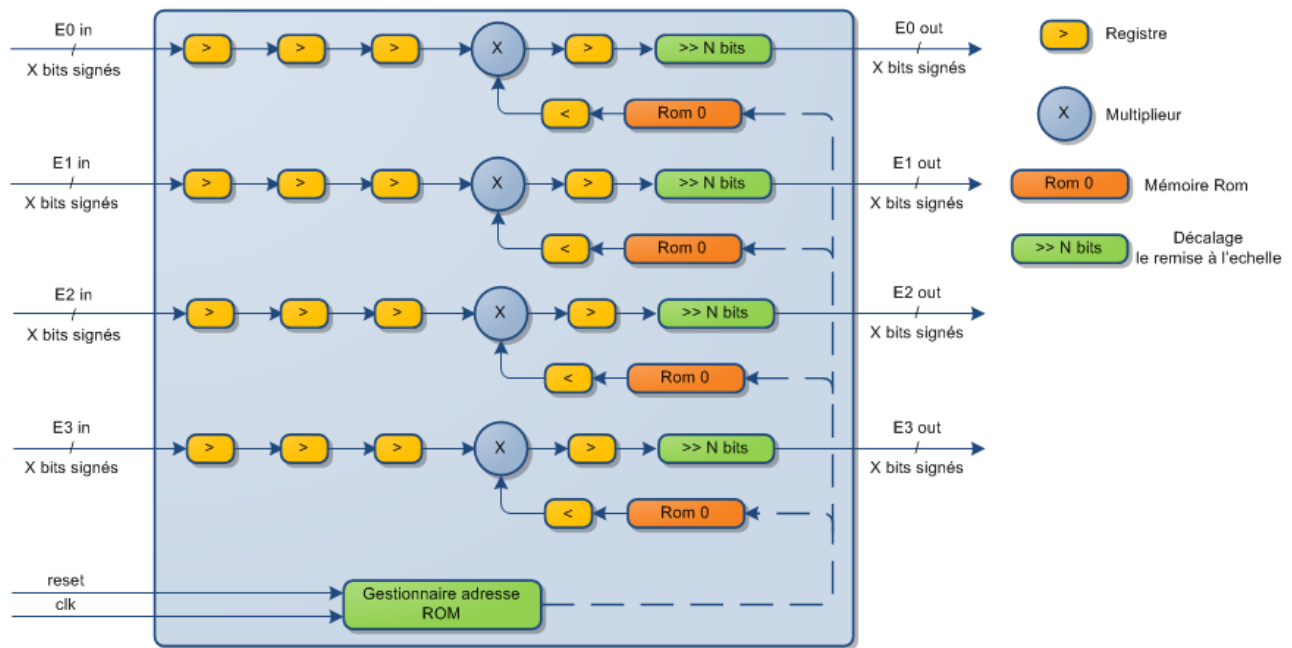 E0 in
X bits signés
>
>
>
X
>
>> N bits
E0 out
X bits signés
<
Rom 0
E1 in
X bits signés
>
>
>
X
>
>> N bits
E1 out
X bits signés
<
Rom 0
E2 in
X bits signés
>
>
>
X
>
>> N bits
E2 out
X bits signés
<
Rom 0
E3 in
X bits signés
>
>
>
X
>
>> N bits
E3 out
X bits signés
<
Rom 0
reset
clk
Gestionnaire adresse
ROM
>
Registre
X
Multiplieur
Rom 0
Mémoire Rom
>> N bits
Décalage
le remise à l'echelle